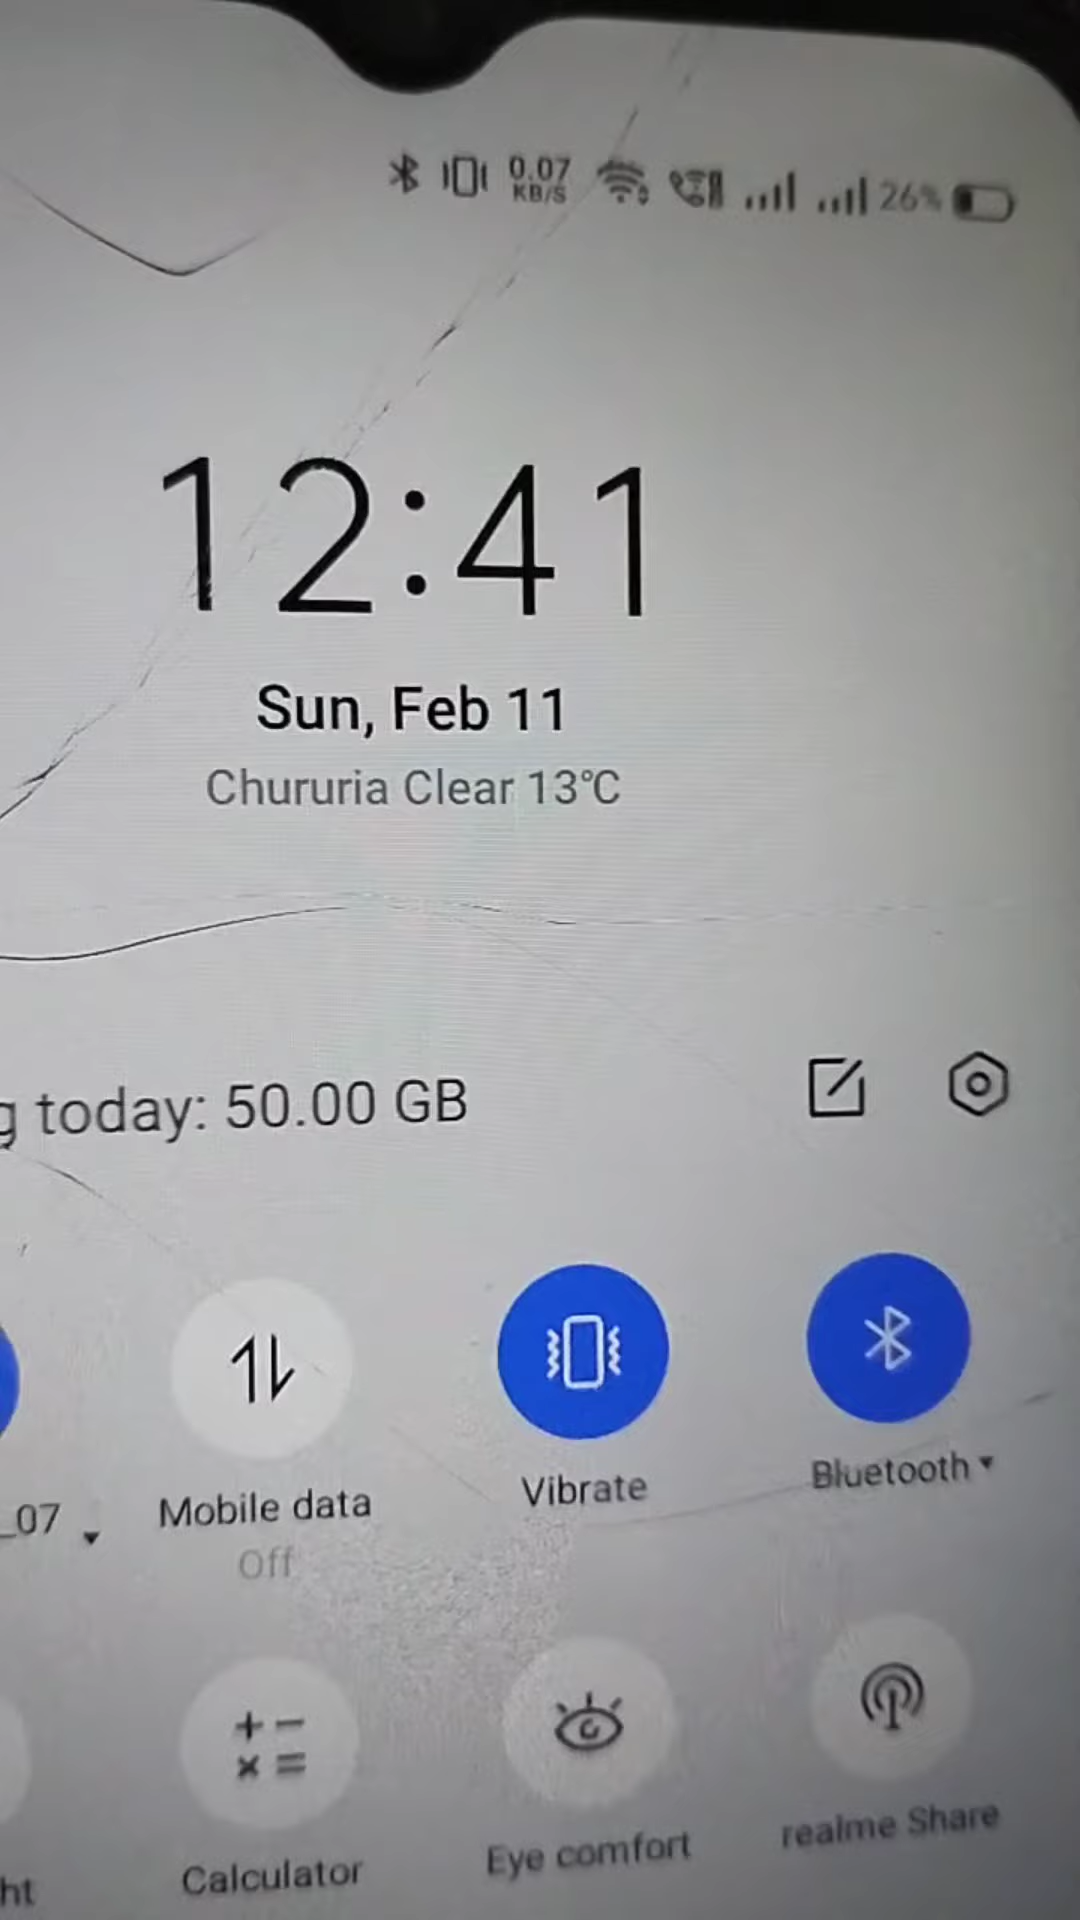 0.07
KB/S
26%
12:41
Sun, Feb 11
Chururia Clear 13°C
g today: 50.00 GB
_07
Mobile data
Off
Vibrate
Bluetooth
ht
Calculator
Eye comfort
realme Share